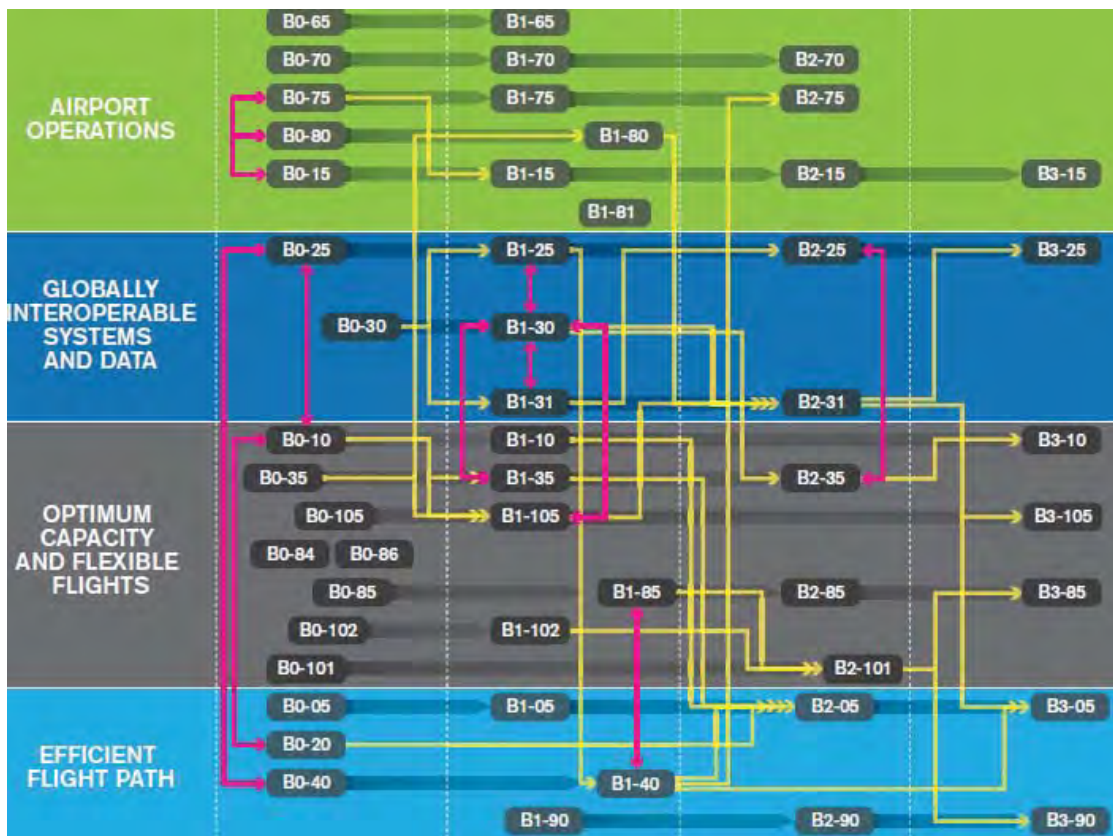 B0-65 B1-65
B0-70 B1-70 B2-70
AIRPORT
OPERATIONS
B0-75 B1-75 B2-75
B0-80 B1-80
B0-15 B1-15 B2-15 B3-15
B1-81
GLOBALLY
INTEROPERABLE
SYSTEMS
AND DATA
B0-25 B1-25 B2-25 B3-25
B0-30 B1-30
B1-31 B2-31
OPTIMUM
CAPACITY
AND FLEXIBLE
FLIGHTS
B0-10 B1-10 B3-10
B0-35 B1-35 B2-35
B0-105 B1-105 B3-105
B0-84 B0-86
B0-85 B1-85 B2-85 B3-85
B0-102 B1-102
B0-101 B2-101
EFFICIENT
FLIGHT PATH
B0-05 B1-05 B2-05 B3-05
B0-20
B0-40 B1-40
B1-90 B2-90 B3-90